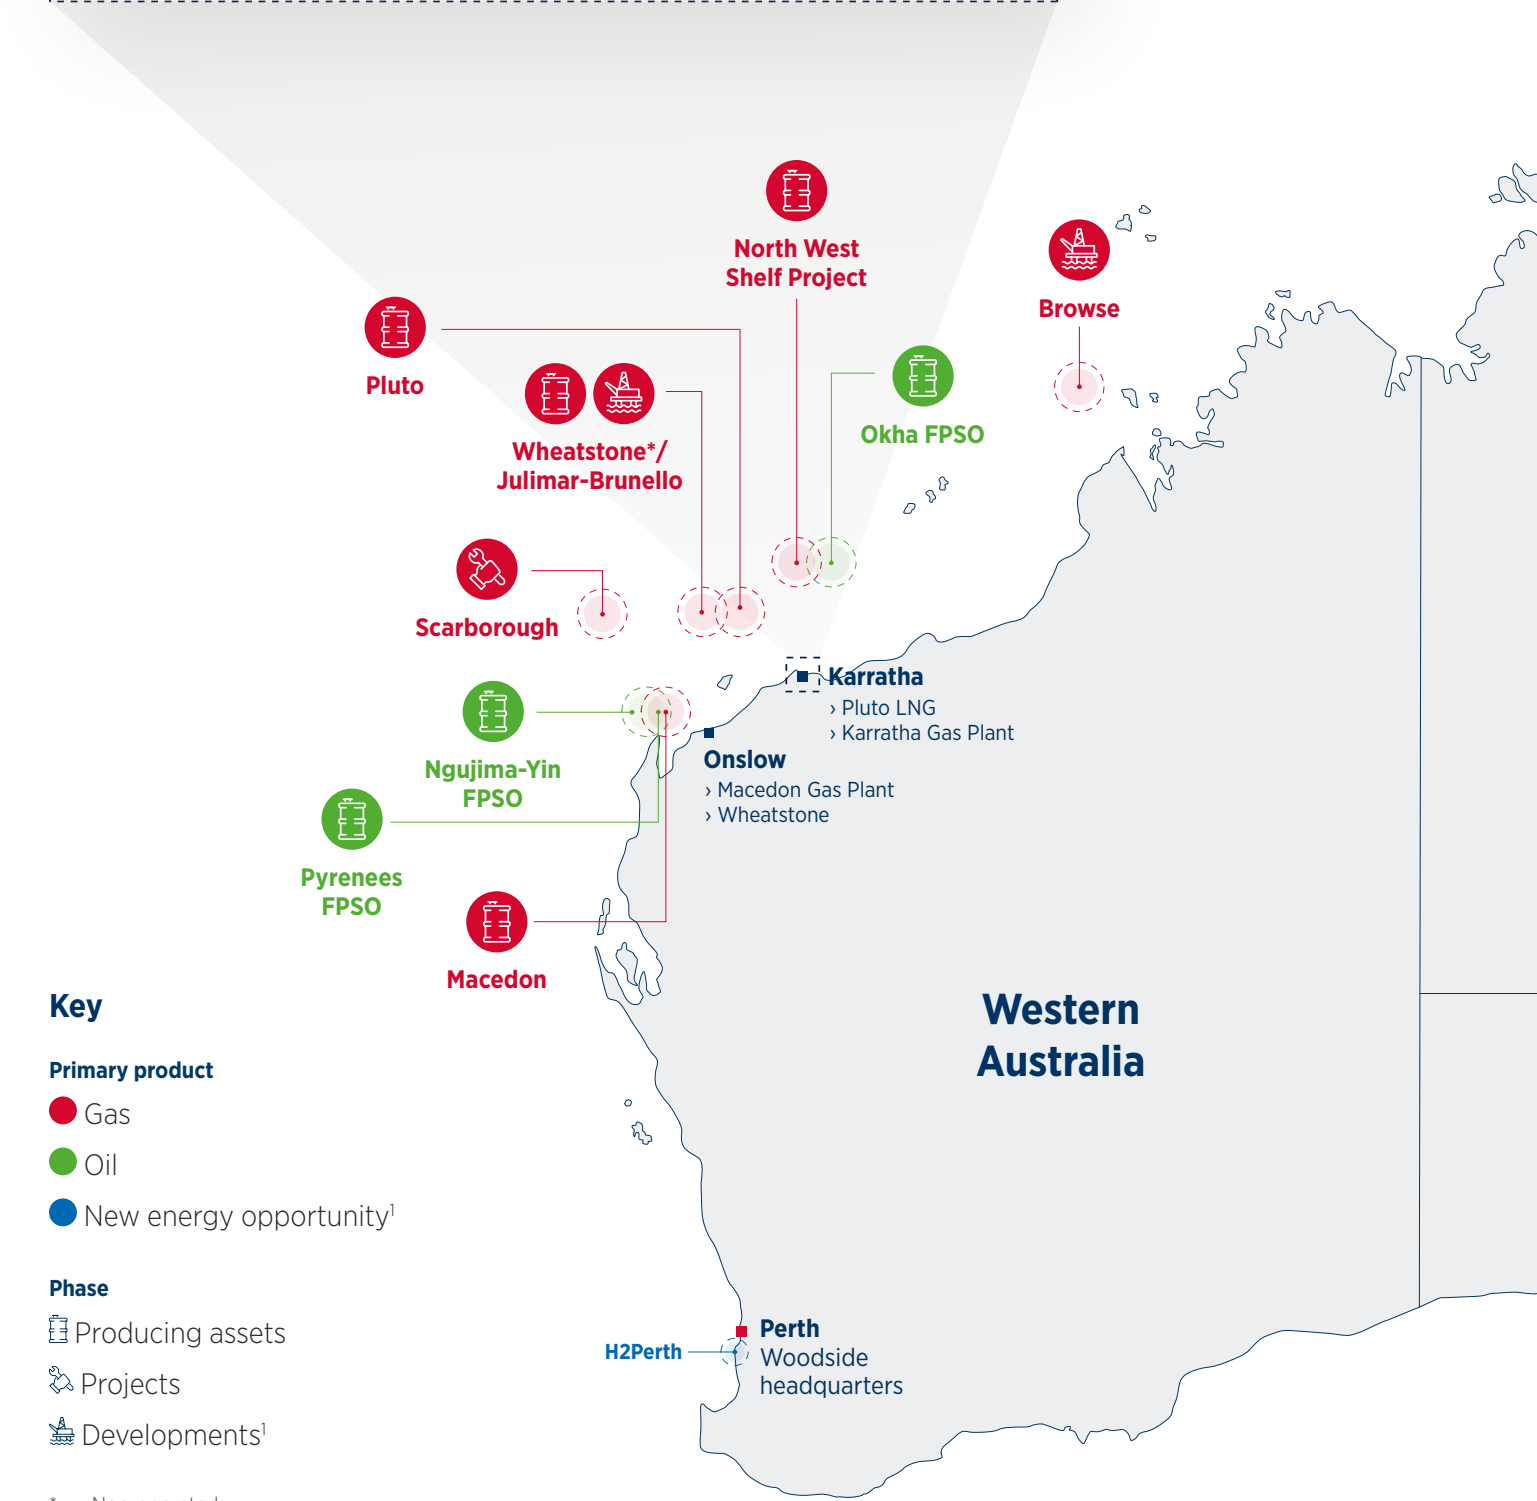 North West
Shelf Project
Browse
Pluto
Okha FPSO
Wheatstone*/
Julimar-Brunello
Scarborough
Karratha
› Pluto LNG
› Karratha Gas Plant
Onslow
› Macedon Gas Plant
› Wheatstone
Ngujima-Yin
FPSO
Pyrenees
FPSO
Macedon
Western
Australia
Key
Primary product
Gas
Oil
New energy opportunity¹
Phase
Producing assets
Projects
Developments¹
H2Perth
Perth
Woodside
headquarters